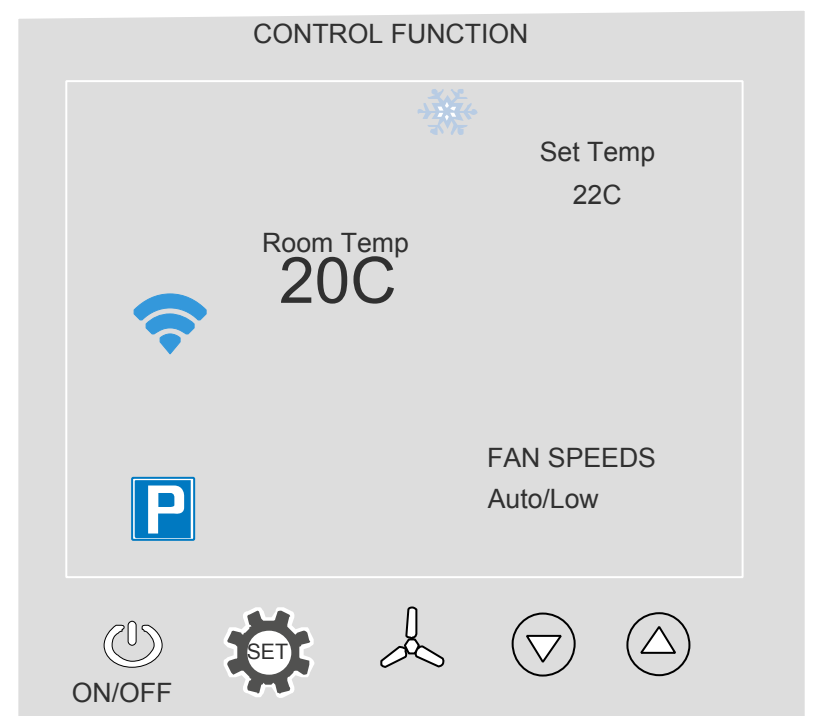 CONTROL FUNCTION
Set Temp
22C
Room Temp
20C
FAN SPEEDS
Auto/Low
P
SET
ON/OFF